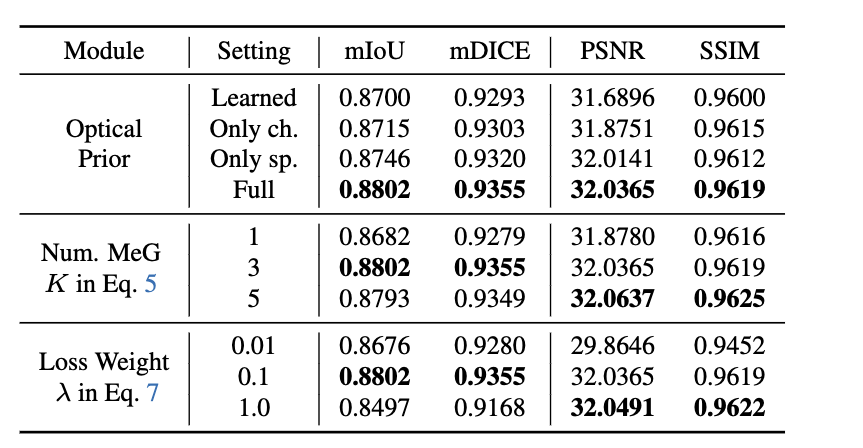 Module Setting mIoU mDICE PSNR SSIM
Optical Prior Learned 0.8700 0.9293 31.6896 0.9600
Only ch. 0.8715 0.9303 31.8751 0.9615
Only sp. 0.8746 0.9320 32.0141 0.9612
Full 0.8802 0.9355 32.0365 0.9619
Num. MeG K in Eq. 5 1 0.8682 0.9279 31.8780 0.9616
3 0.8802 0.9355 32.0365 0.9619
5 0.8793 0.9349 32.0637 0.9625
Loss Weight λ in Eq. 7 0.01 0.8676 0.9280 29.8646 0.9452
0.1 0.8802 0.9355 32.0365 0.9619
1.0 0.8497 0.9168 32.0491 0.9622